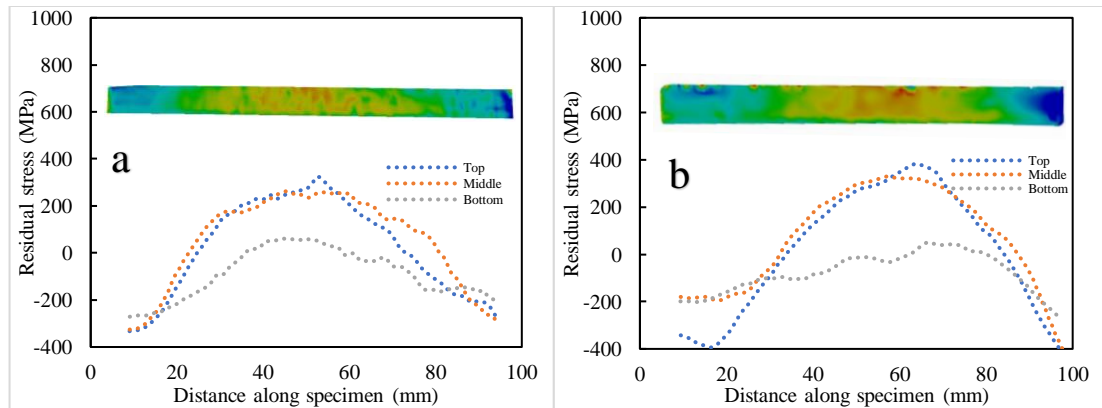 1000
800
600
400
200
0
-200
-400
Residual stress (MPa)
a
Top
Middle
Bottom
0 20 40 60 80 100
Distance along specimen (mm)
1000
800
600
400
200
0
-200
-400
Residual stress (MPa)
b
Top
Middle
Bottom
0 20 40 60 80 100
Distance along specimen (mm)